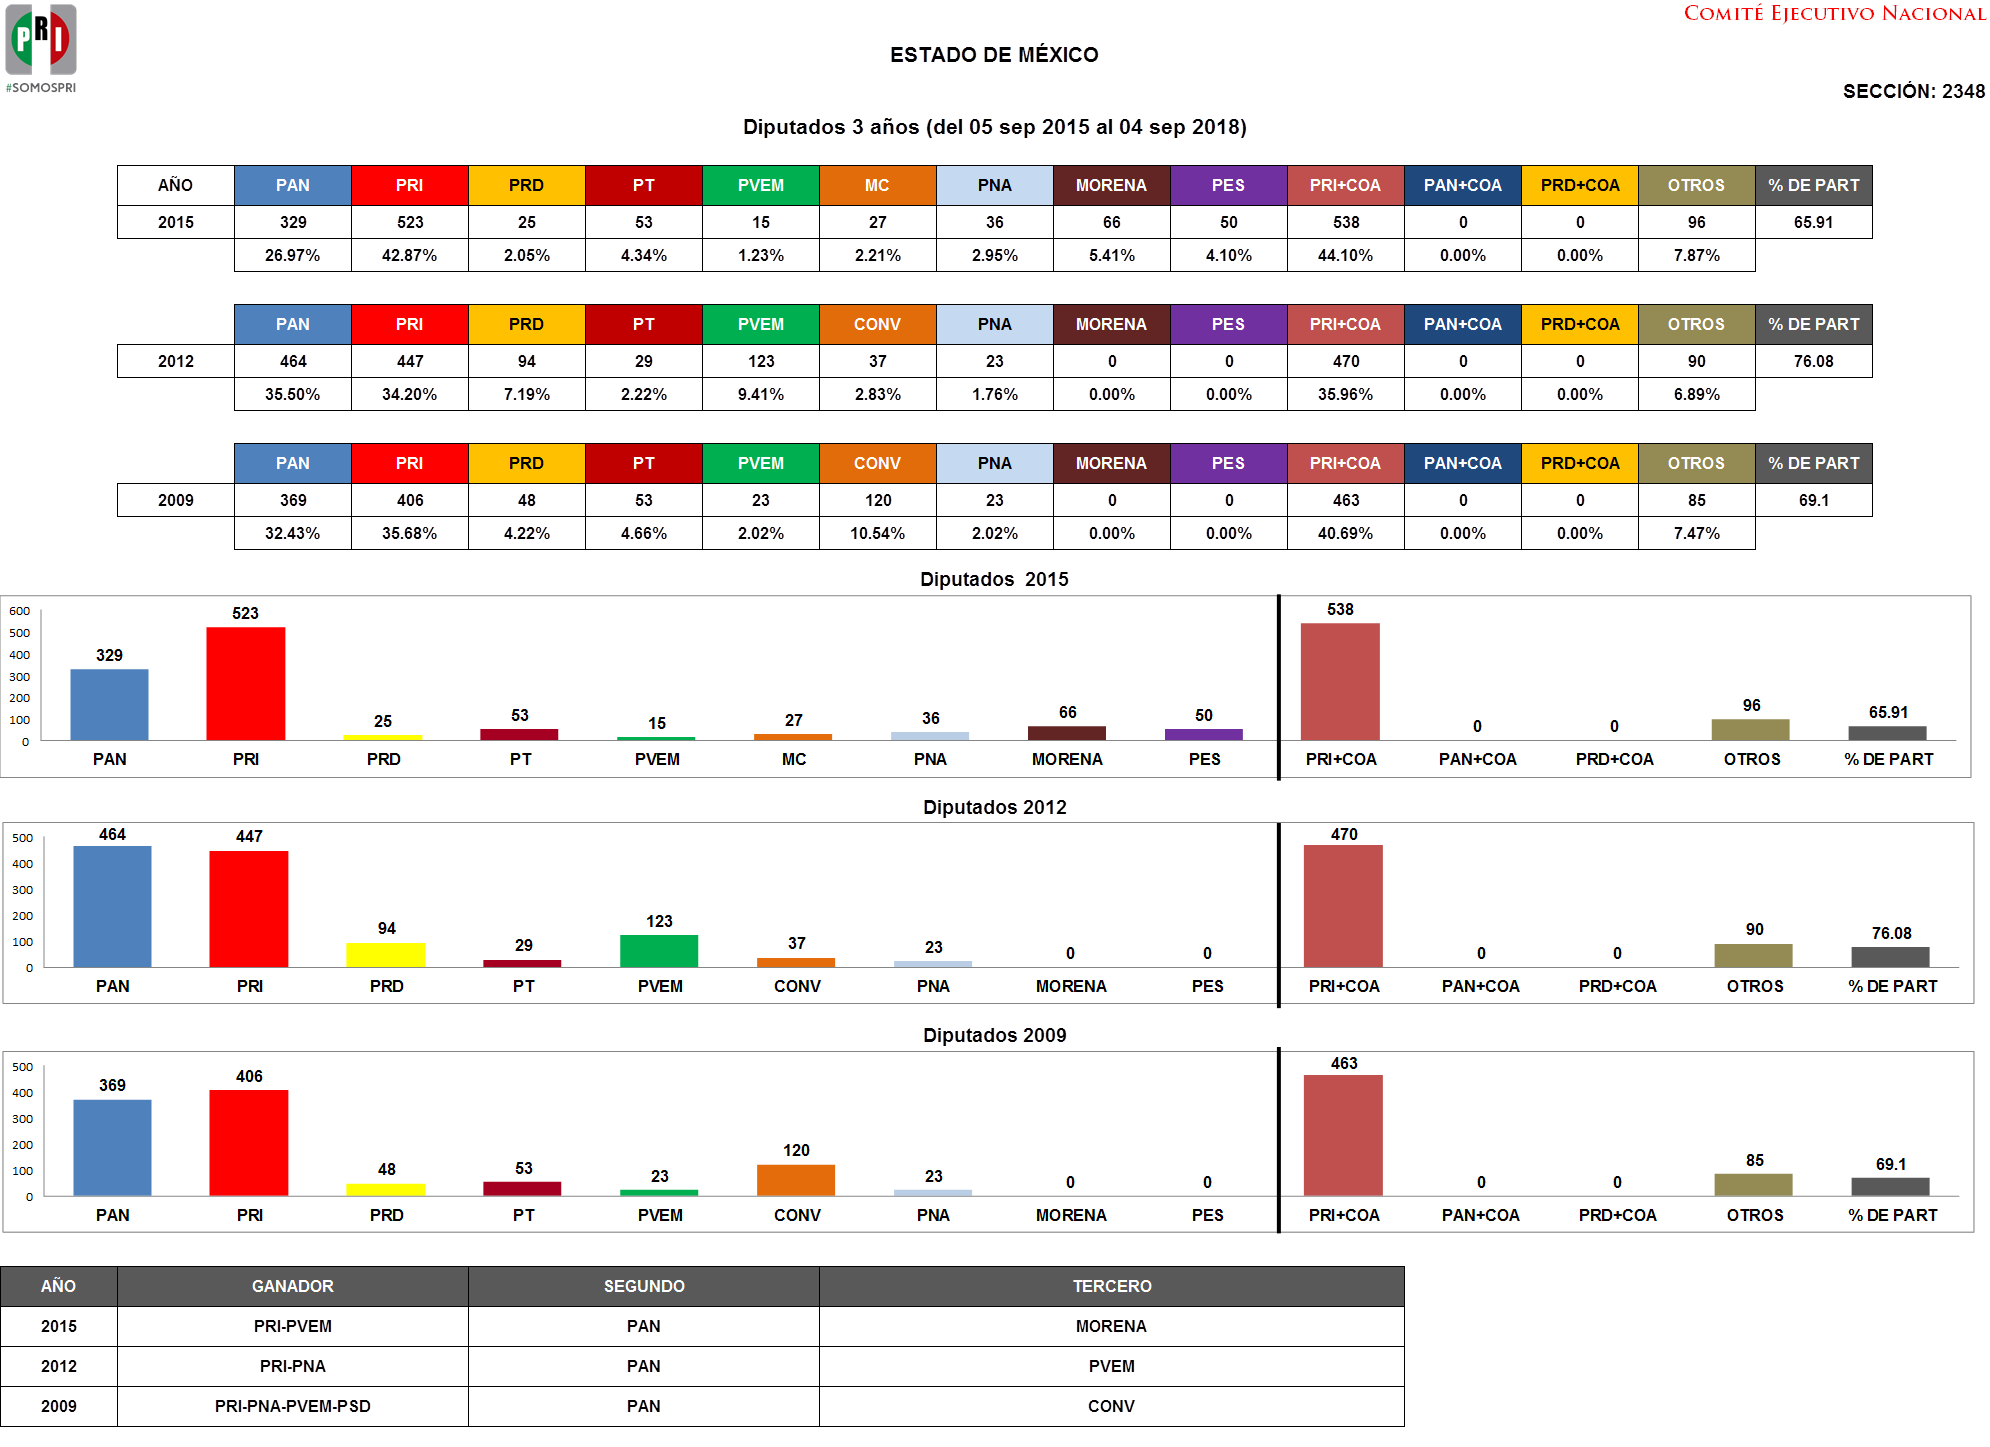 PRI
#SOMOSPRI
COMITÉ EJECUTIVO NACIONAL
ESTADO DE MÉXICO
SECCIÓN: 2348
Diputados 3 años (del 05 sep 2015 al 04 sep 2018)
AÑO PAN PRI PRD PT PVEM MC PNA MORENA PES PRI+COA PAN+COA PRD+COA OTROS % DE PART
2015 329 523 25 53 15 27 36 66 50 538 0 0 96 65.91
26.97% 42.87% 2.05% 4.34% 1.23% 2.21% 2.95% 5.41% 4.10% 44.10% 0.00% 0.00% 7.87%
PAN PRI PRD PT PVEM CONV PNA MORENA PES PRI+COA PAN+COA PRD+COA OTROS % DE PART
2012 464 447 94 29 123 37 23 0 0 470 0 0 90 76.08
35.50% 34.20% 7.19% 2.22% 9.41% 2.83% 1.76% 0.00% 0.00% 35.96% 0.00% 0.00% 6.89%
PAN PRI PRD PT PVEM CONV PNA MORENA PES PRI+COA PAN+COA PRD+COA OTROS % DE PART
2009 369 406 48 53 23 120 23 0 0 463 0 0 85 69.1
32.43% 35.68% 4.22% 4.66% 2.02% 10.54% 2.02% 0.00% 0.00% 40.69% 0.00% 0.00% 7.47%
Diputados 2015
600
500
400
300
200
100
0
329 523 25 53 15 27 36 66 50 538 0 0 96 65.91
PAN PRI PRD PT PVEM MC PNA MORENA PES PRI+COA PAN+COA PRD+COA OTROS % DE PART
Diputados 2012
500
400
300
200
100
0
464 447 94 29 123 37 23 0 0 470 0 0 90 76.08
PAN PRI PRD PT PVEM CONV PNA MORENA PES PRI+COA PAN+COA PRD+COA OTROS % DE PART
Diputados 2009
500
400
300
200
100
0
369 406 48 53 23 120 23 0 0 463 0 0 85 69.1
PAN PRI PRD PT PVEM CONV PNA MORENA PES PRI+COA PAN+COA PRD+COA OTROS % DE PART
AÑO GANADOR SEGUNDO TERCERO
2015 PRI-PVEM PAN MORENA
2012 PRI-PNA PAN PVEM
2009 PRI-PNA-PVEM-PSD PAN CONV